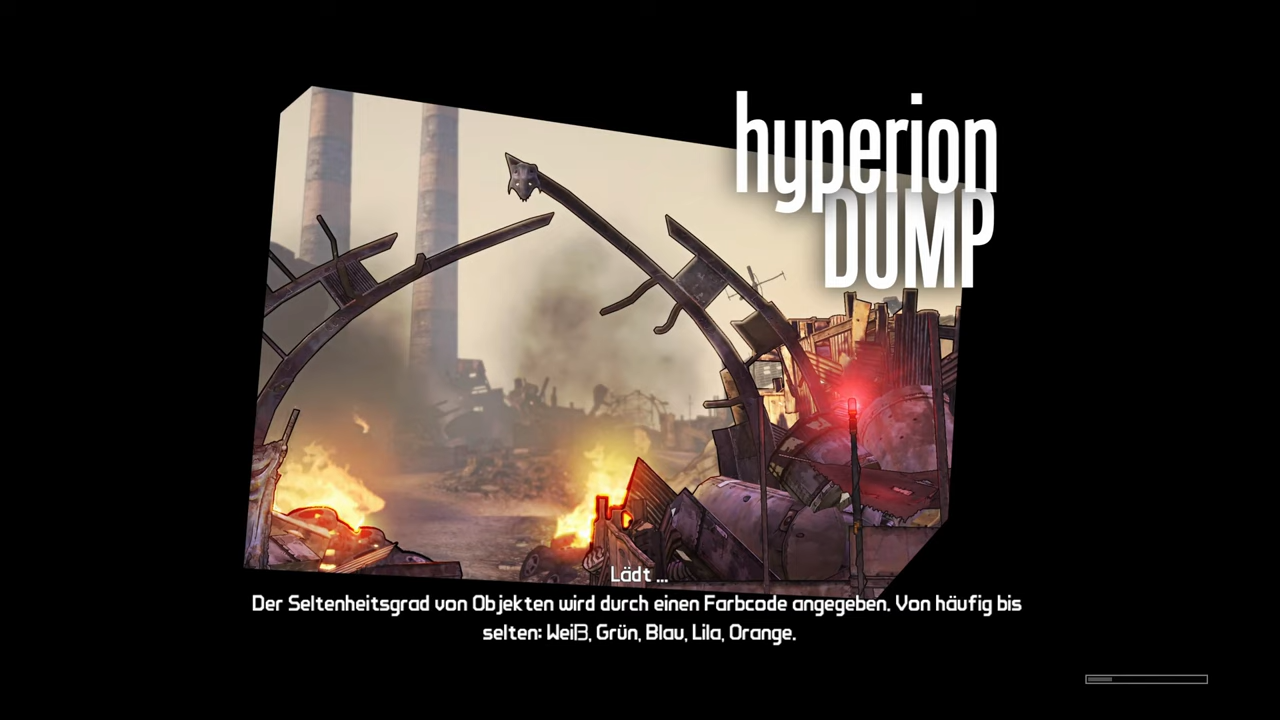 hyperion
DUMP
Lädt ...
Der Seltenheitsgrad von Objekten wird durch einen Farbcode angegeben. Von häufig bis
selten: Weiß, Grün, Blau, Lila, Orange.